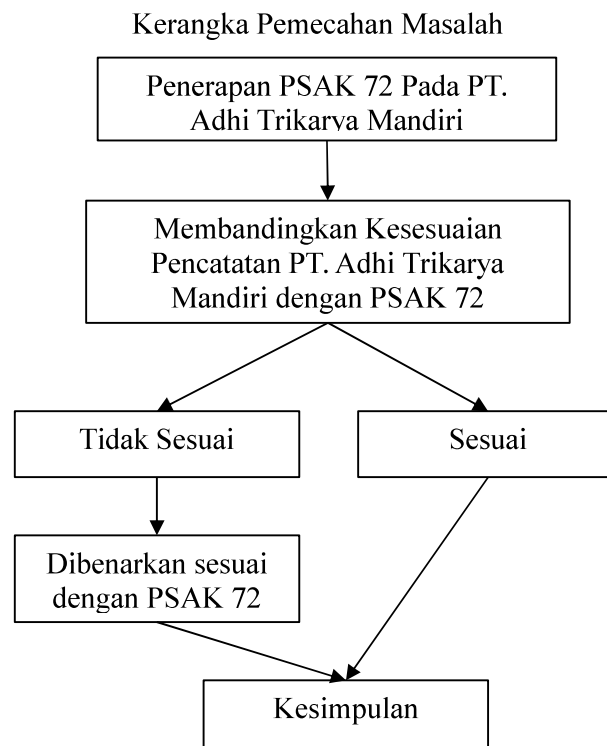 Kerangka Pemecahan Masalah
Penerapan PSAK 72 Pada PT.
Adhi Trikarya Mandiri
Membandingkan Kesesuaian
Pencatatan PT. Adhi Trikarya
Mandiri dengan PSAK 72
Tidak Sesuai
Sesuai
Dibenarkan sesuai
dengan PSAK 72
Kesimpulan